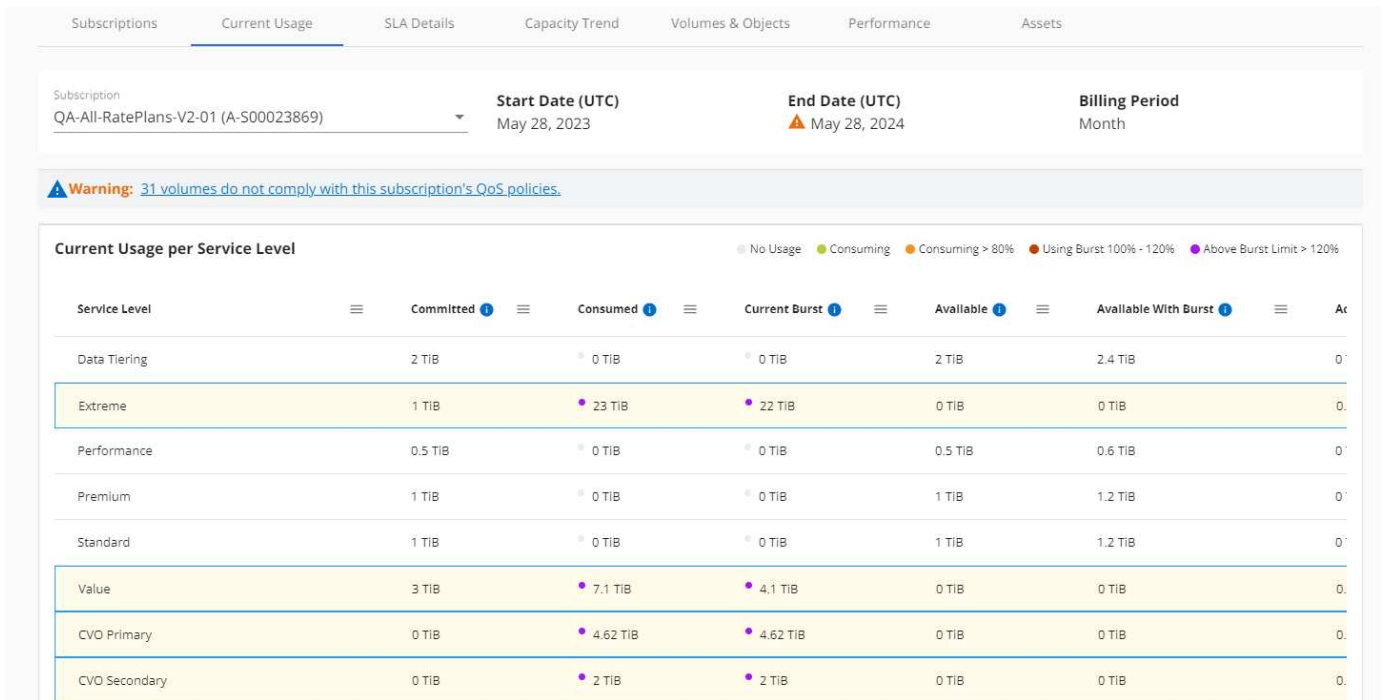 Subscriptions Current Usage SLA Details Capacity Trend Volumes & Objects Performance Assets
Subscription
QA-All-RatePlans-V2-01 (A-S00023869)
Start Date (UTC) End Date (UTC) Billing Period
May 28, 2023 May 28, 2024 Month
Warning: 31 volumes do not comply with this subscription's QoS policies.
Current Usage per Service Level No Usage Consuming Consuming > 80% Using Burst 100% - 120% Above Burst Limit > 120%
Service Level Committed Consumed Current Burst Available Available With Burst
Data Tiering 2 TiB 0 TiB 0 TiB 2 TiB 2.4 TiB
Extreme 1 TiB 23 TiB 22 TiB 0 TiB 0 TiB
Performance 0.5 TiB 0 TiB 0 TiB 0.5 TiB 0.6 TiB
Premium 1 TiB 0 TiB 0 TiB 1 TiB 1.2 TiB
Standard 1 TiB 0 TiB 0 TiB 1 TiB 1.2 TiB
Value 3 TiB 7.1 TiB 4.1 TiB 0 TiB 0 TiB
CVO Primary 0 TiB 4.62 TiB 4.62 TiB 0 TiB 0 TiB
CVO Secondary 0 TiB 2 TiB 2 TiB 0 TiB 0 TiB